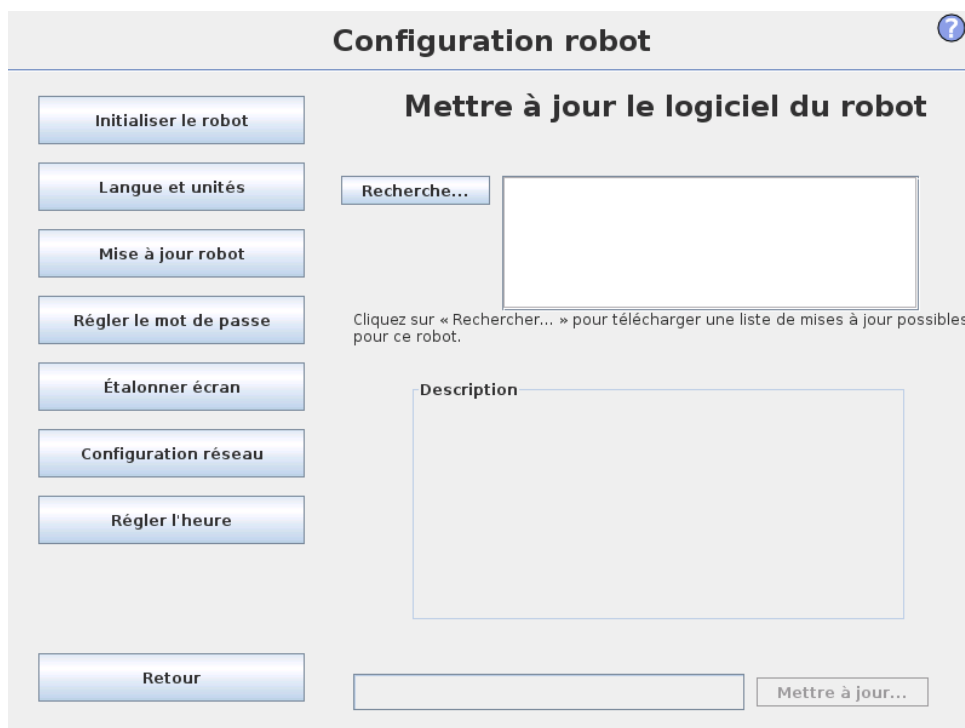 Configuration robot
?
Initialiser le robot
Langue et unités
Mise à jour robot
Régler le mot de passe
Étalonner écran
Configuration réseau
Régler l'heure
Retour
Mettre à jour le logiciel du robot
Recherche...
Cliquez sur « Rechercher... » pour télécharger une liste de mises à jour possibles
pour ce robot.
Description
Mettre à jour...